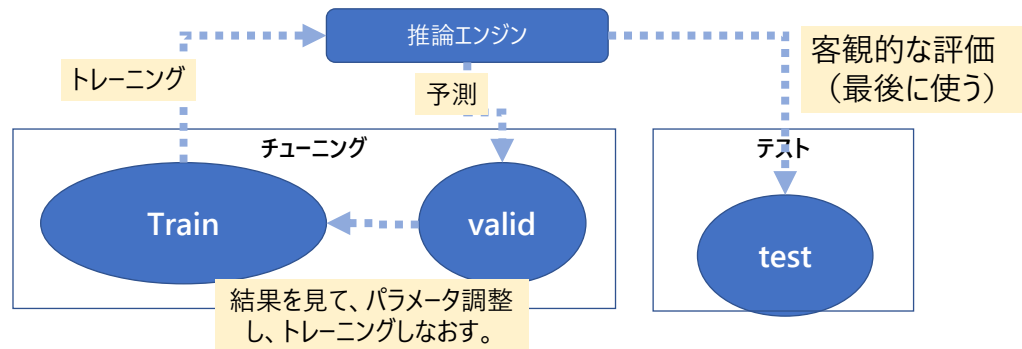 推論エンジン
トレーニング
予測
客観的な評価
（最後に使う）
チューニング
テスト
Train
valid
test
結果を見て、パラメータ調整
し、トレーニングしなおす。